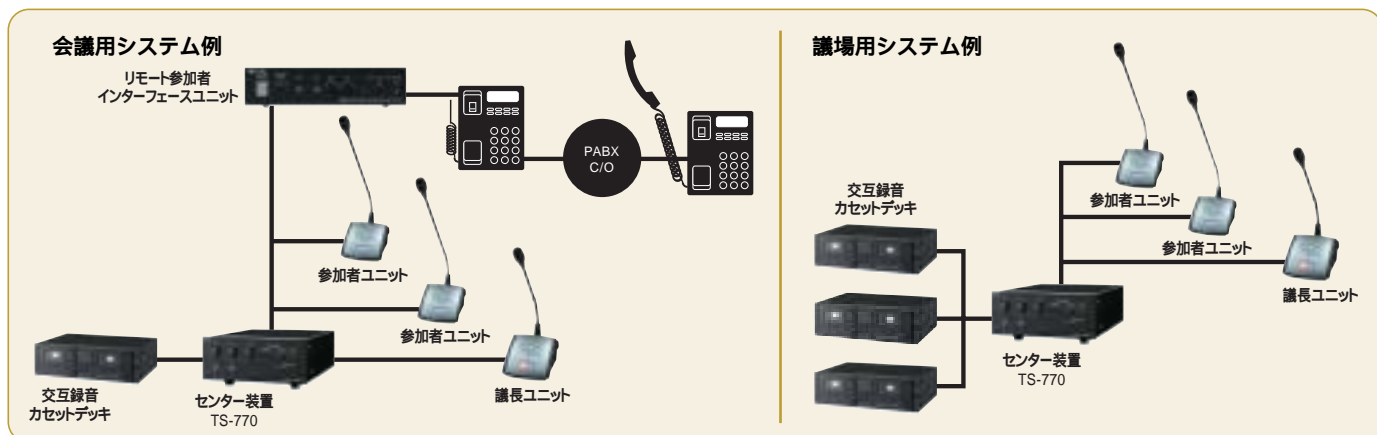 会議用システム例
リモート参加者
インターフェースユニット
PABX
C/O
参加者ユニット
参加者ユニット
議長ユニット
交互録音
カセットデッキ
センター装置
TS-770
議場用システム例
交互録音
カセットデッキ
参加者ユニット
参加者ユニット
議長ユニット
センター装置
TS-770